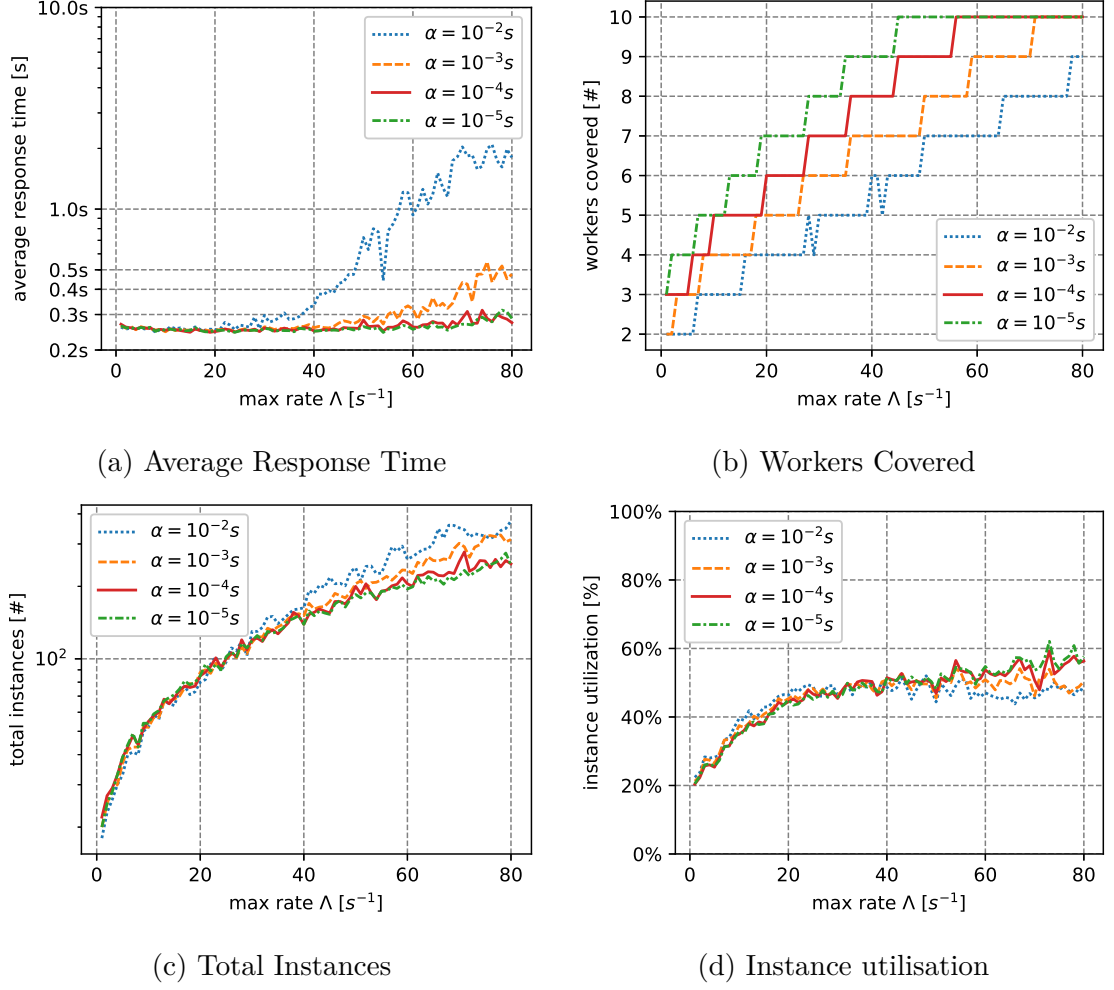 10.0s
1.0s
0.5s
0.4s
0.3s
0.2s
average response time [s]
0
20
40
60
80
max rate Λ [s⁻¹]
α = 10⁻²s
α = 10⁻³s
α = 10⁻⁴s
α = 10⁻⁵s
(a) Average Response Time
10
9
8
7
6
5
4
3
2
workers covered [#]
0
20
40
60
80
max rate Λ [s⁻¹]
α = 10⁻²s
α = 10⁻³s
α = 10⁻⁴s
α = 10⁻⁵s
(b) Workers Covered
10²
total instances [#]
0
20
40
60
80
max rate Λ [s⁻¹]
α = 10⁻²s
α = 10⁻³s
α = 10⁻⁴s
α = 10⁻⁵s
(c) Total Instances
100%
80%
60%
40%
20%
0%
instance utilization [%]
0
20
40
60
80
max rate Λ [s⁻¹]
α = 10⁻²s
α = 10⁻³s
α = 10⁻⁴s
α = 10⁻⁵s
(d) Instance utilisation